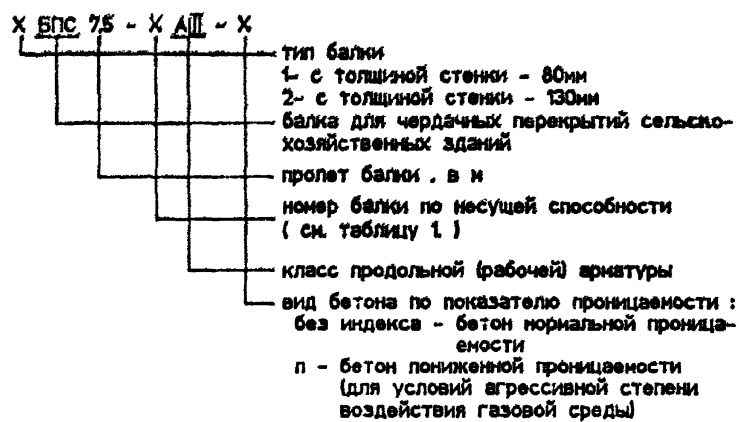 Х БПС 7,5 - Х АIII - Х
тип балки
1- с толщиной стенки - 80мм
2- с толщиной стенки - 130мм
балка для чердачных перекрытий сельско-
хозяйственных зданий
пролет балки , в м
номер балки по несущей способности
( см. таблицу 1. )
класс продольной (рабочей) арматуры
вид бетона по показателю проницаемости :
без индекса - бетон нормальной проница-
емости
п - бетон пониженной проницаемости
(для условий агрессивной степени
воздействия газовой среды)